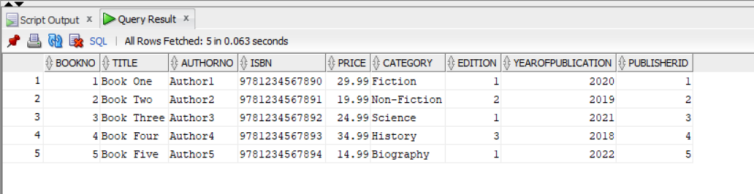 Script Output x Query Result x
SQL | All Rows Fetched: 5 in 0.063 seconds
BOOKNO TITLE AUTHORNO ISBN PRICE CATEGORY EDITION YEAROFPUBLICATION PUBLISHERID
1 1 Book One Author1 9781234567890 29.99 Fiction 1 2020 1
2 2 Book Two Author2 9781234567891 19.99 Non-Fiction 2 2019 2
3 3 Book Three Author3 9781234567892 24.99 Science 1 2021 3
4 4 Book Four Author4 9781234567893 34.99 History 3 2018 4
5 5 Book Five Author5 9781234567894 14.99 Biography 1 2022 5